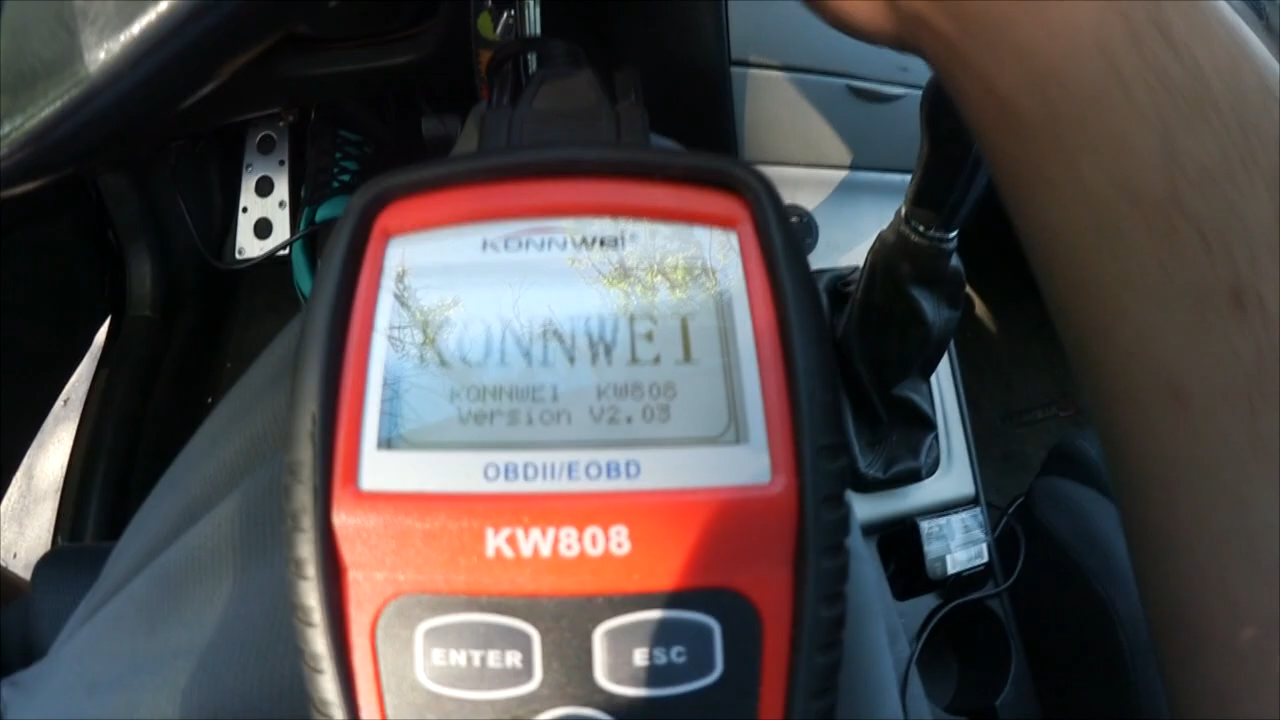 KONNWEI
KONNWEI
KONNWEI KW808
Version V2.03
OBDII/EOBD
KW808
ENTER
ESC